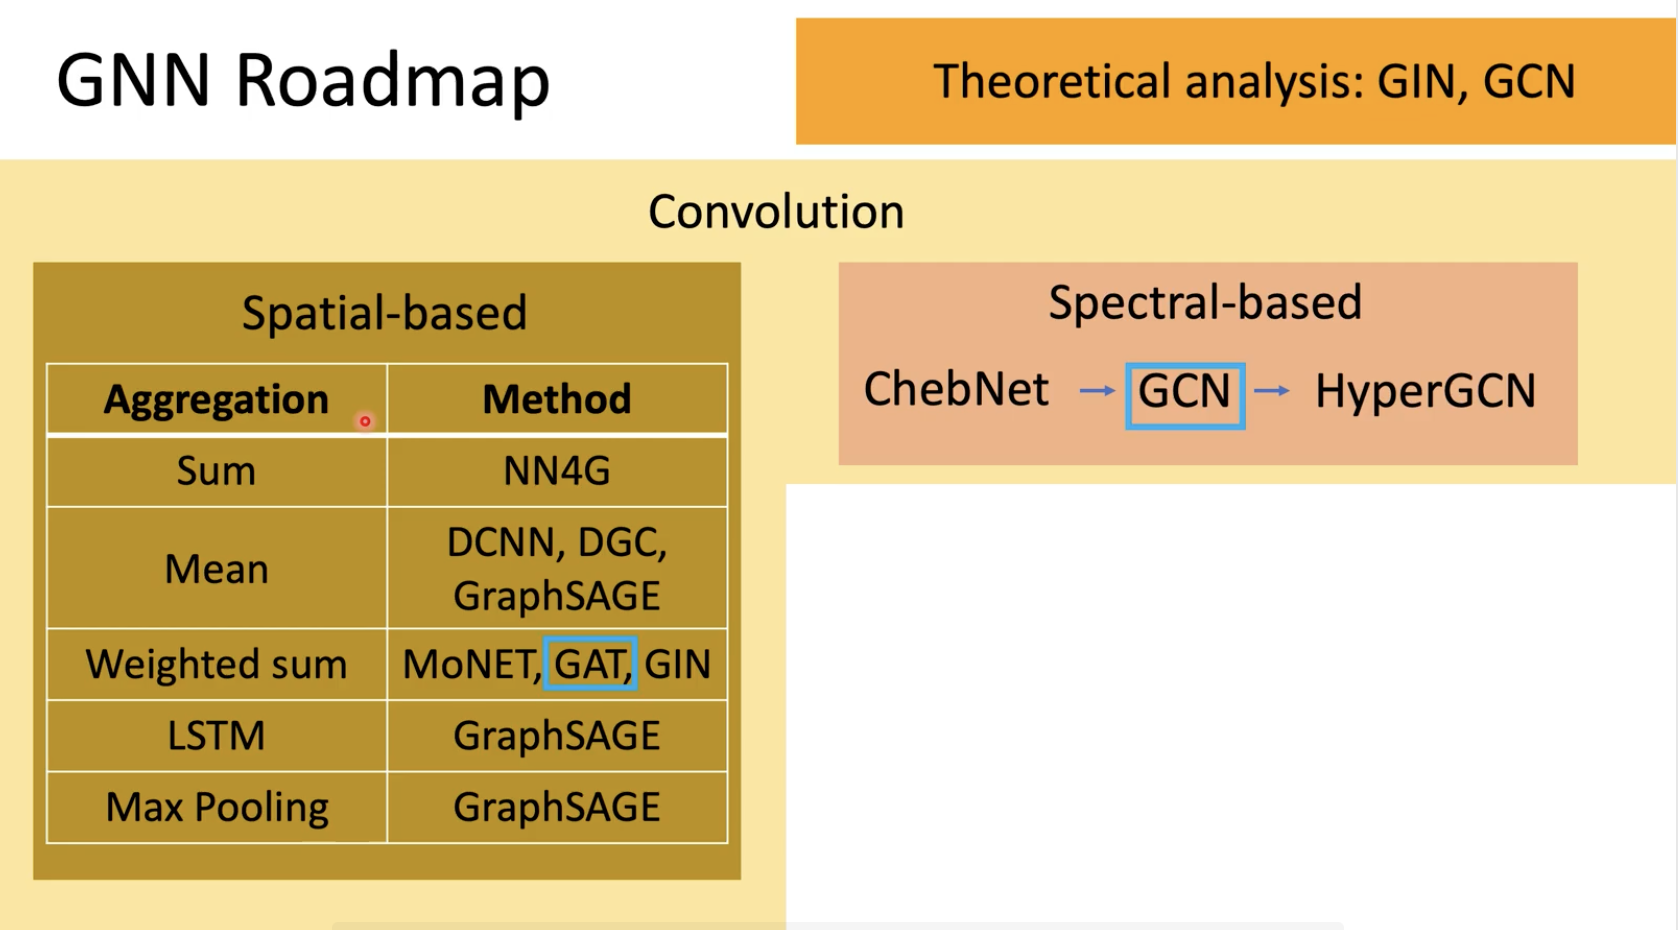 GNN Roadmap
Theoretical analysis: GIN, GCN
Convolution
Spatial-based
Aggregation Method
Sum NN4G
Mean DCNN, DGC,
GraphSAGE
Weighted sum MoNET, GAT, GIN
LSTM GraphSAGE
Max Pooling GraphSAGE
Spectral-based
ChebNet → GCN → HyperGCN